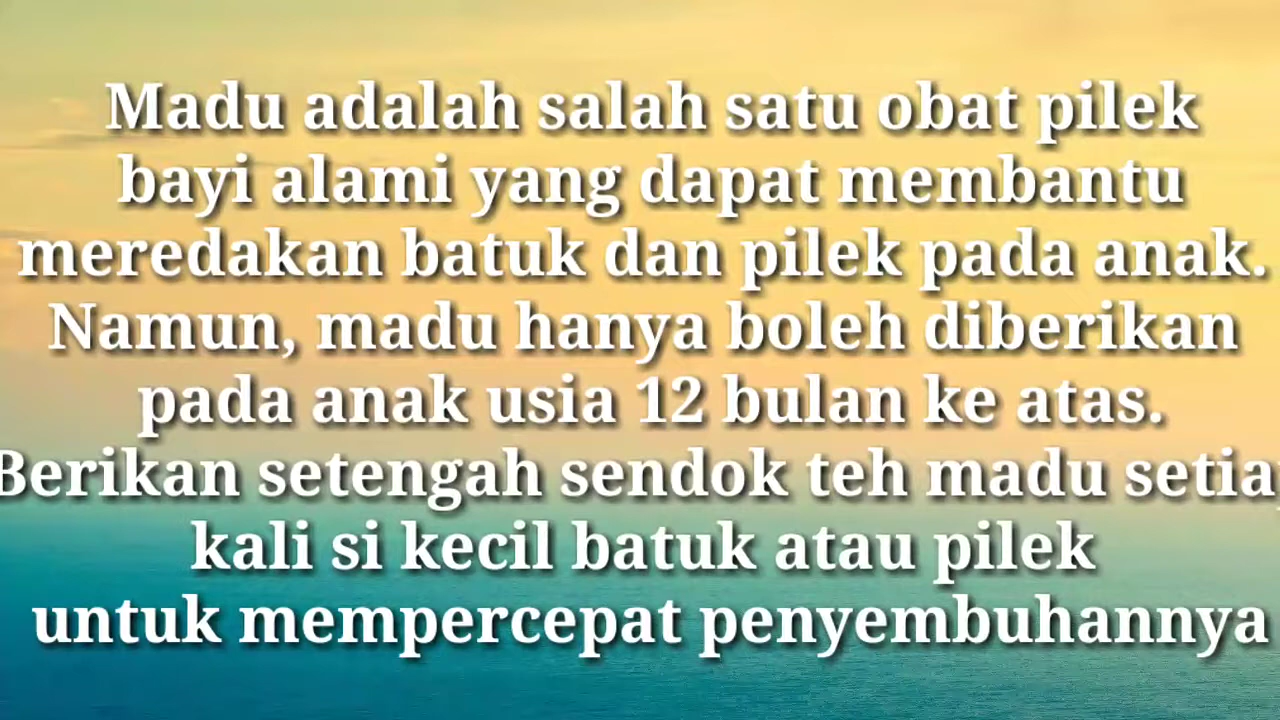 Madu adalah salah satu obat pilek
bayi alami yang dapat membantu
meredakan batuk dan pilek pada anak.
Namun, madu hanya boleh diberikan
pada anak usia 12 bulan ke atas.
Berikan setengah sendok teh madu setiap
kali si kecil batuk atau pilek
untuk mempercepat penyembuhannya